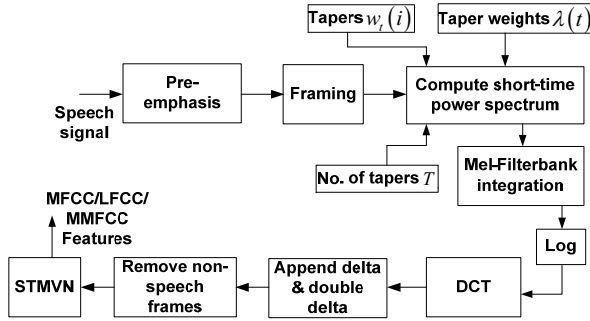 Tapers w_t(i)
Taper weights λ(t)
Pre-
emphasis
Framing
Compute short-time
power spectrum
Speech
signal
No. of tapers T
Mel-Filterbank
integration
MFCC/LFCC/
MMFCC
Features
Log
STMVN
Remove non-
speech
frames
Append delta
& double
delta
DCT